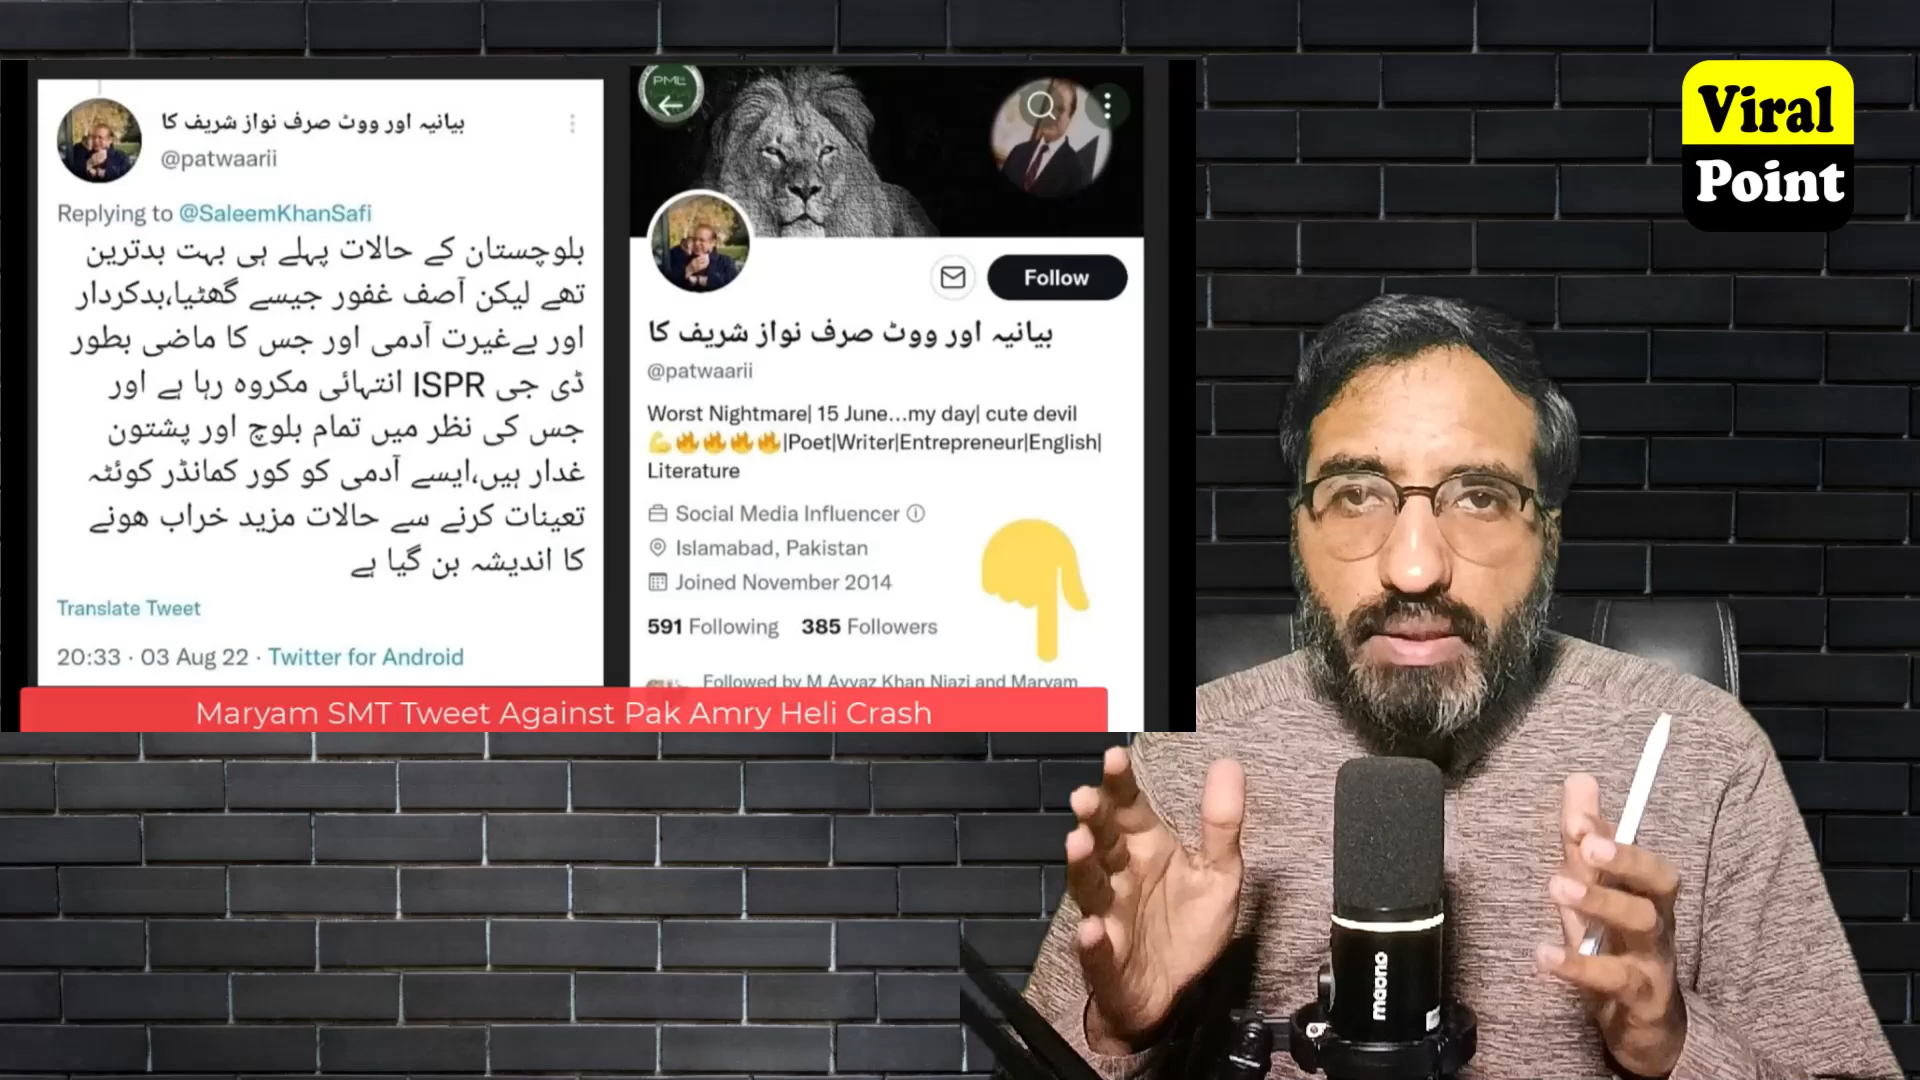 بیانیہ اور ووٹ صرف نواز شریف کا
@patwaarii
Replying to @SaleemKhanSafi
بلوچستان کے حالات پہلے ہی بہت بدترین
تھے لیکن آصف غفور جیسے گھٹیا،بدکردار
اور بےغیرت آدمی اور جس کا ماضی بطور
ڈی جی ISPR انتہائی مکروہ رہا ہے اور
جس کی نظر میں تمام بلوچ اور پشتون
غدار ہیں،ایسے آدمی کو کور کمانڈر کوئٹہ
تعینات کرنے سے حالات مزید خراب ھونے
کا اندیشہ بن گیا ہے
Translate Tweet
20:33 · 03 Aug 22 · Twitter for Android
Follow
بیانیہ اور ووٹ صرف نواز شریف کا
@patwaarii
Worst Nightmare| 15 June...my day| cute devil
💪🔥🔥🔥🔥|Poet|Writer|Entrepreneur|English|
Literature
Social Media Influencer
Islamabad, Pakistan
Joined November 2014
591 Following 385 Followers
Followed by M Ayyaz Khan Niazi and Maryam
Maryam SMT Tweet Against Pak Amry Heli Crash
Viral
Point
maono